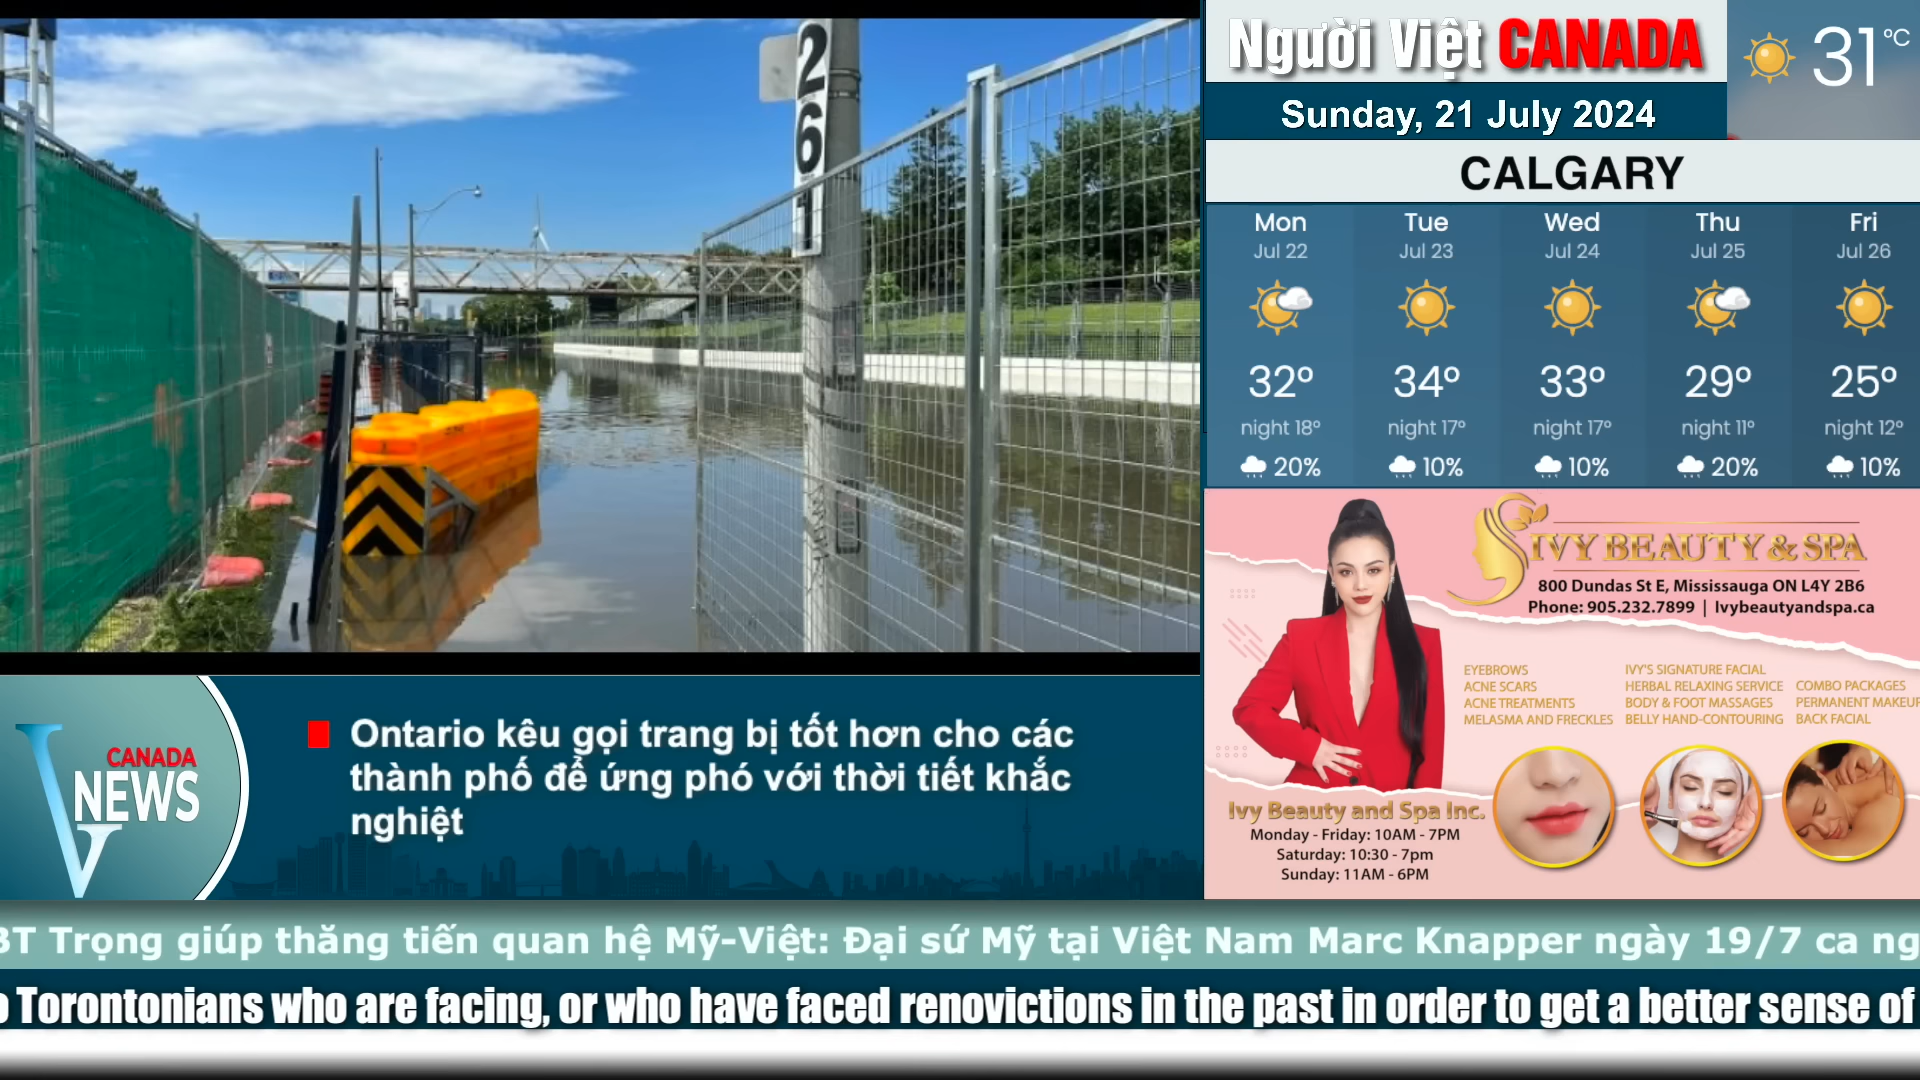 261
Người Việt CANADA
31°C
Sunday, 21 July 2024
CALGARY
Mon Tue Wed Thu Fri
Jul 22 Jul 23 Jul 24 Jul 25 Jul 26
32° 34° 33° 29° 25°
night 18° night 17° night 17° night 11° night 12°
20% 10% 10% 20% 10%
IVY BEAUTY & SPA
800 Dundas St E, Mississauga ON L4Y 2B6
Phone: 905.232.7899 | Ivybeautyandspa.ca
EYEBROWS
ACNE SCARS
ACNE TREATMENTS
MELASMA AND FRECKLES
IVY'S SIGNATURE FACIAL
HERBAL RELAXING SERVICE
BODY & FOOT MASSAGES
BELLY HAND-CONTOURING
COMBO PACKAGES
PERMANENT MAKEUP
BACK FACIAL
Ivy Beauty and Spa Inc.
Monday - Friday: 10AM - 7PM
Saturday: 10:30 - 7pm
Sunday: 11AM - 6PM
V CANADA
NEWS
Ontario kêu gọi trang bị tốt hơn cho các
thành phố để ứng phó với thời tiết khắc
nghiệt
BT Trọng giúp thăng tiến quan hệ Mỹ-Việt: Đại sứ Mỹ tại Việt Nam Marc Knapper ngày 19/7 ca ng
o Torontonians who are facing, or who have faced renovictions in the past in order to get a better sense of